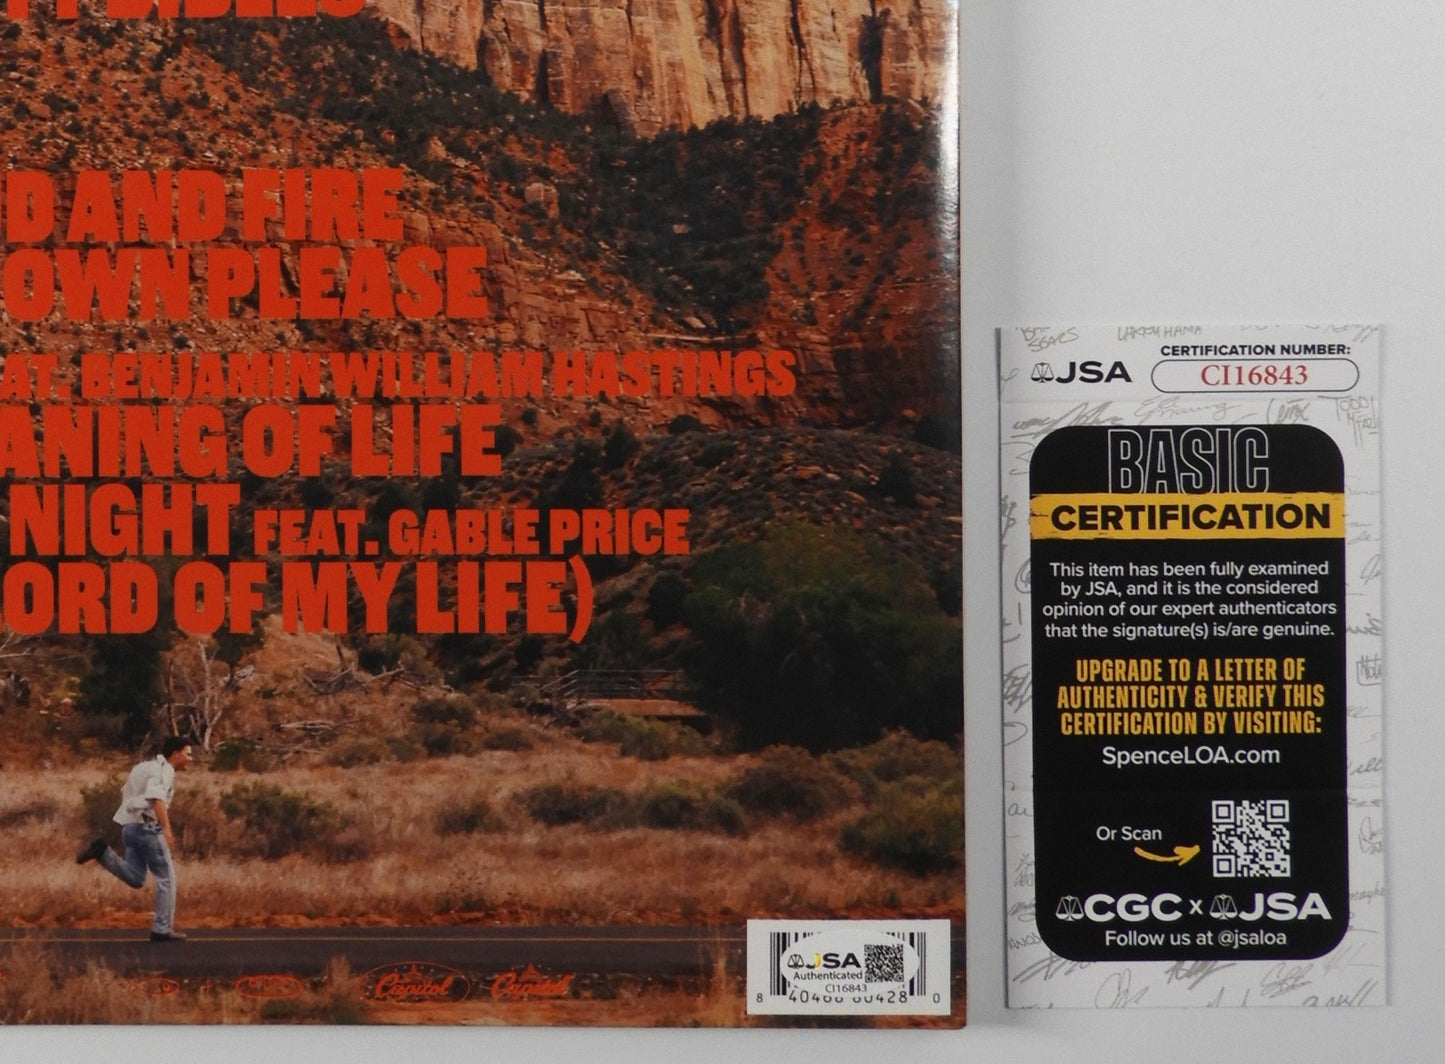 D AND FIRE
OWN PLEASE
AT. BENJAMIN WILLIAM HASTINGS
ANING OF LIFE
NIGHT FEAT. GABLE PRICE
ORD OF MY LIFE)
Capitol Capitol
JSA
Authenticated
CI16843
8 0
JSA CERTIFICATION NUMBER:
CI16843
BASIC
CERTIFICATION
This item has been fully examined
by JSA, and it is the considered
opinion of our expert authenticators
that the signature(s) is/are genuine.
UPGRADE TO A LETTER OF
AUTHENTICITY & VERIFY THIS
CERTIFICATION BY VISITING:
SpenceLOA.com
Or Scan
CGC x JSA
Follow us at @jsaloa